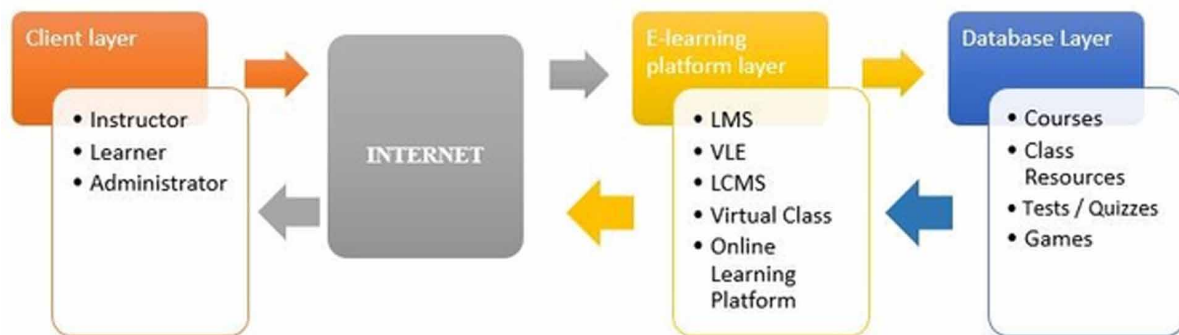 Client layer
• Instructor
• Learner
• Administrator
INTERNET
E-learning
platform layer
• LMS
• VLE
• LCMS
• Virtual Class
• Online
Learning
Platform
Database Layer
• Courses
• Class
Resources
• Tests / Quizzes
• Games